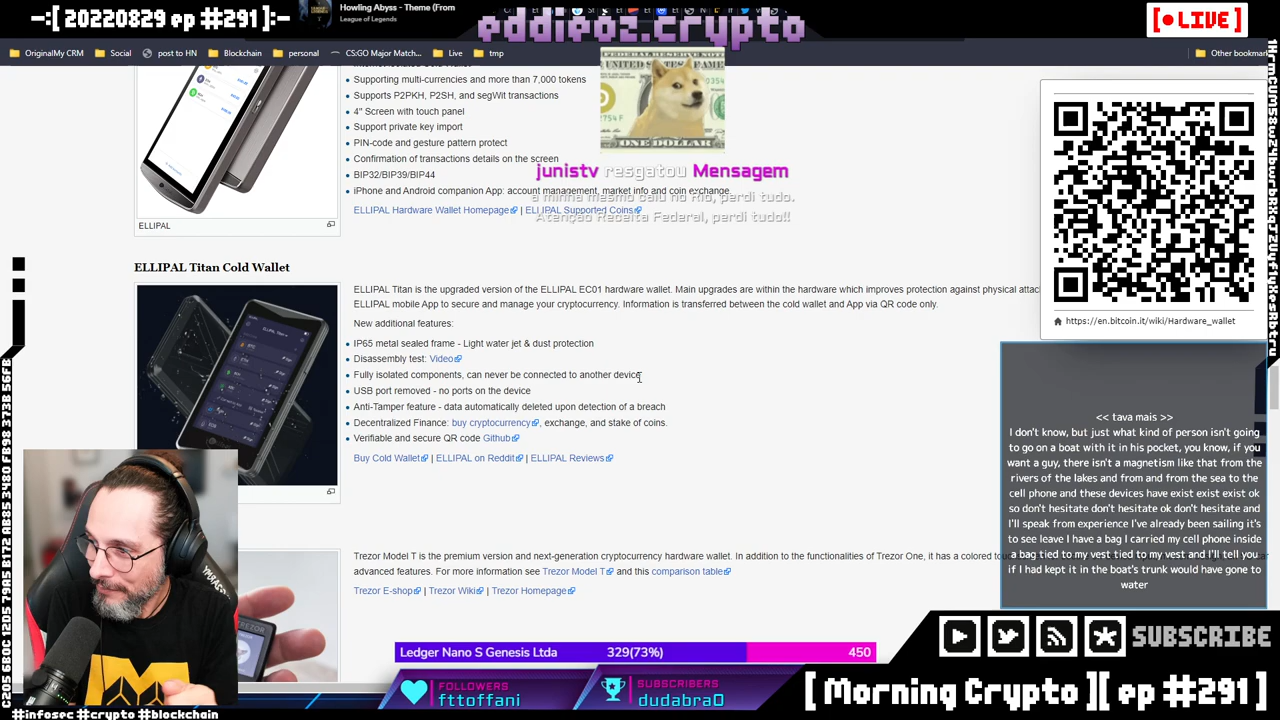 -:[ 20220829 ep #291 ]:-
Howling Abyss - Theme (From
League of Legends
eddieoz.crypto
[ LIVE ]
OriginalMy CRM
Social
post to HN
Blockchain
personal
CS:GO Major Match...
Live
tmp
Other bookmar
Supporting multi-currencies and more than 7,000 tokens
Supports P2PKH, P2SH, and segWit transactions
4" Screen with touch panel
Support private key import
PIN-code and gesture pattern protect
Confirmation of transactions details on the screen
BIP32/BIP39/BIP44
iPhone and Android companion App: account management, market info and coin exchange.
ELLIPAL Hardware Wallet Homepage | ELLIPAL Supported Coins
ELLIPAL
ONE DOLLAR
junistv resgatou Mensagem
a minha mesmo caiu no Rio, perdi tudo.
Atenção Receita Federal, perdi tudo!!
https://en.bitcoin.it/wiki/Hardware_wallet
ELLIPAL Titan Cold Wallet
ELLIPAL Titan is the upgraded version of the ELLIPAL EC01 hardware wallet. Main upgrades are within the hardware which improves protection against physical attac
ELLIPAL mobile App to secure and manage your cryptocurrency. Information is transferred between the cold wallet and App via QR code only.
New additional features:
IP65 metal sealed frame - Light water jet & dust protection
Disassembly test: Video
Fully isolated components, can never be connected to another device
USB port removed - no ports on the device
Anti-Tamper feature - data automatically deleted upon detection of a breach
Decentralized Finance: buy cryptocurrency, exchange, and stake of coins.
Verifiable and secure QR code Github
Buy Cold Wallet | ELLIPAL on Reddit | ELLIPAL Reviews
<< tava mais >>
I don't know, but just what kind of person isn't going
to go on a boat with it in his pocket, you know, if you
want a guy, there isn't a magnetism like that from the
rivers of the lakes and from and from the sea to the
cell phone and these devices have exist exist exist ok
so don't hesitate don't hesitate ok don't hesitate and
I'll speak from experience I've already been sailing it's
to see leave I have a bag I carried my cell phone inside
a bag tied to my vest tied to my vest and I'll tell you
if I had kept it in the boat's trunk would have gone to
water
Trezor Model T is the premium version and next-generation cryptocurrency hardware wallet. In addition to the functionalities of Trezor One, it has a colored
advanced features. For more information see Trezor Model T and this comparison table
Trezor E-shop | Trezor Wiki | Trezor Homepage
TREZOR
Ledger Nano S Genesis Ltda
329(73%)
450
FOLLOWERS
fttoffani
SUBSCRIBERS
dudabra0
SUBSCRIBE
[ Morning Crypto ][ ep #291 ]
#infosec #crypto #blockchain